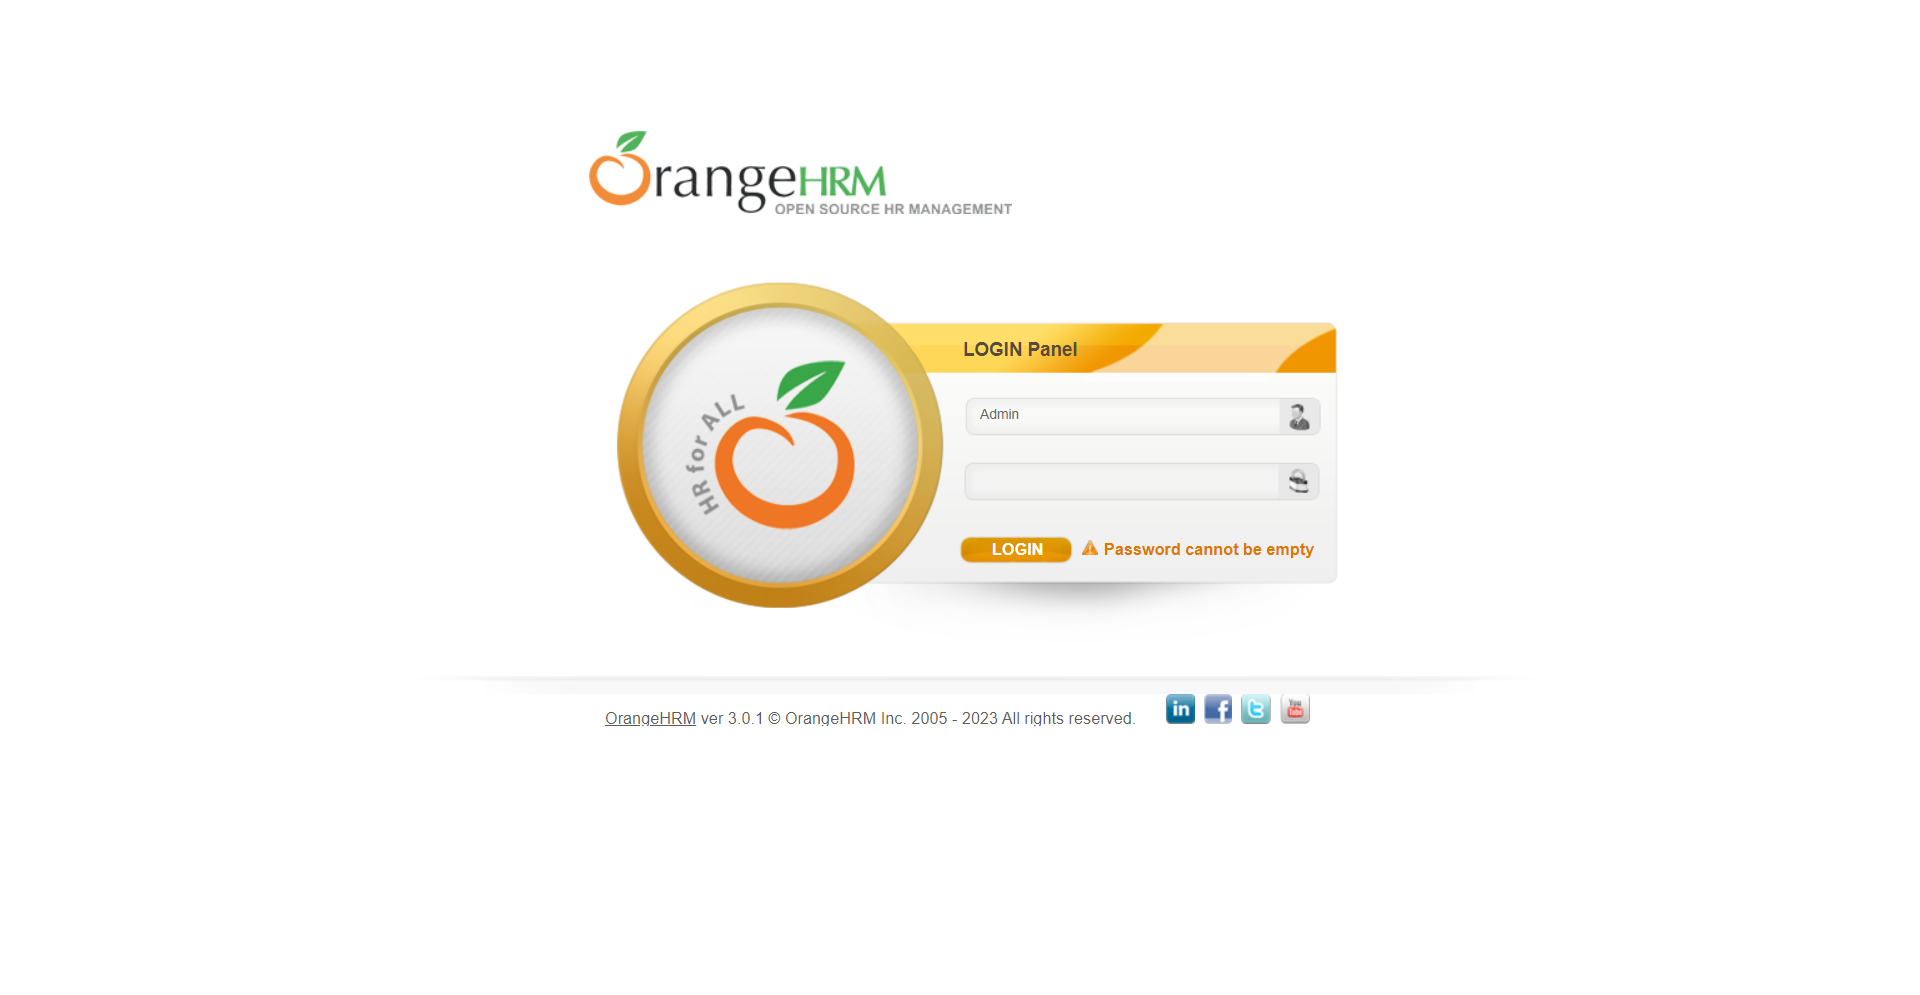 OrangeHRM
OPEN SOURCE HR MANAGEMENT
HR for ALL
LOGIN Panel
Admin
LOGIN Password cannot be empty
OrangeHRM ver 3.0.1 © OrangeHRM Inc. 2005 - 2023 All rights reserved.
in f t You Tube